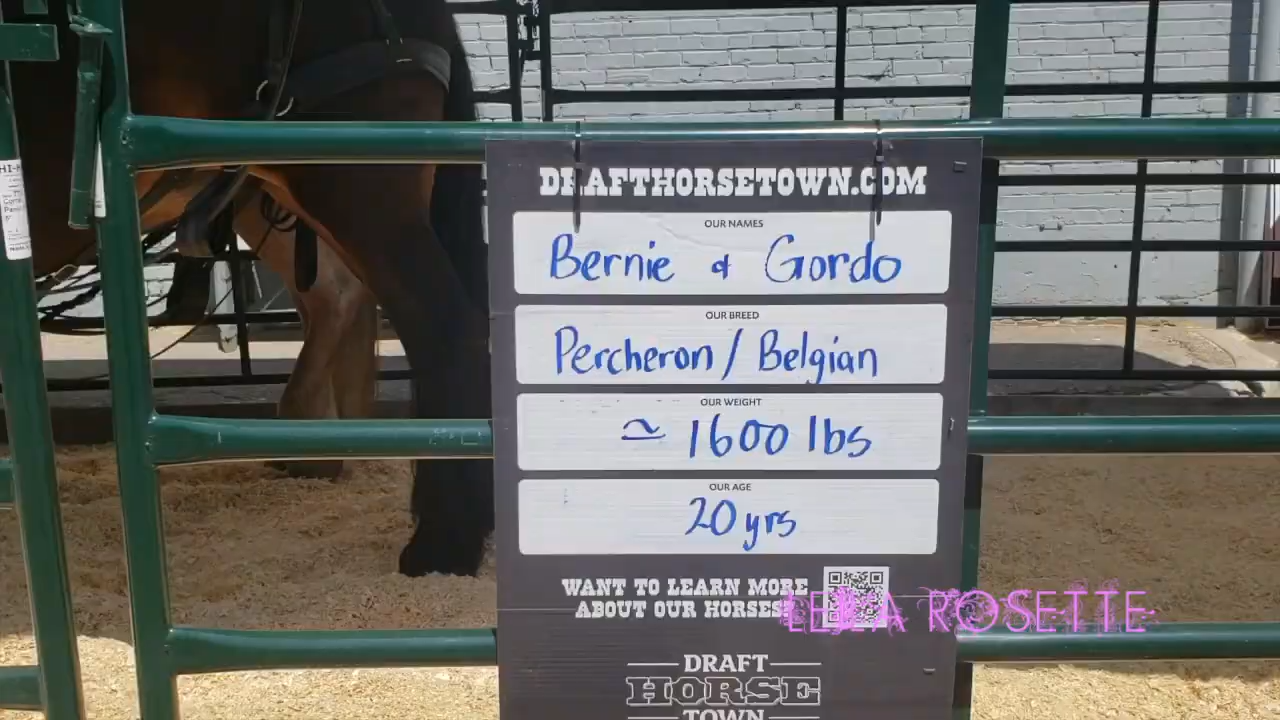 DRAFTHORSETOWN.COM
OUR NAMES
Bernie & Gordo
OUR BREED
Percheron / Belgian
OUR WEIGHT
≃ 1600 lbs
OUR AGE
20 yrs
WANT TO LEARN MORE
ABOUT OUR HORSES?
ROSETTE
DRAFT
HORSE
TOWN